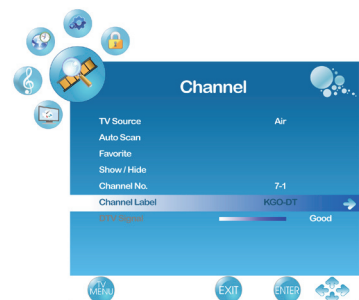 Channel
TV Source Air
Auto Scan
Favorite
Show / Hide
Channel No. 7-1
Channel Label KGO-DT
DTV Signal Good
TV MENU EXIT ENTER